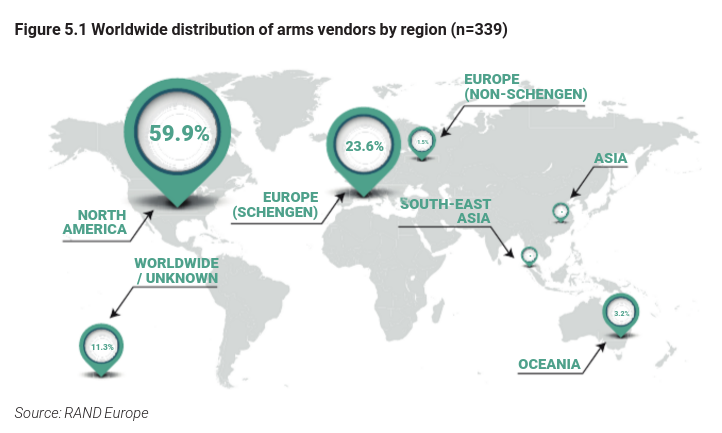 Figure 5.1 Worldwide distribution of arms vendors by region (n=339)
EUROPE
(NON-SCHENGEN)
59.9%
23.6%
1.5%
ASIA
EUROPE
(SCHENGEN)
SOUTH-EAST
ASIA
NORTH
AMERICA
WORLDWIDE
/ UNKNOWN
3.2%
11.3%
OCEANIA
Source: RAND Europe